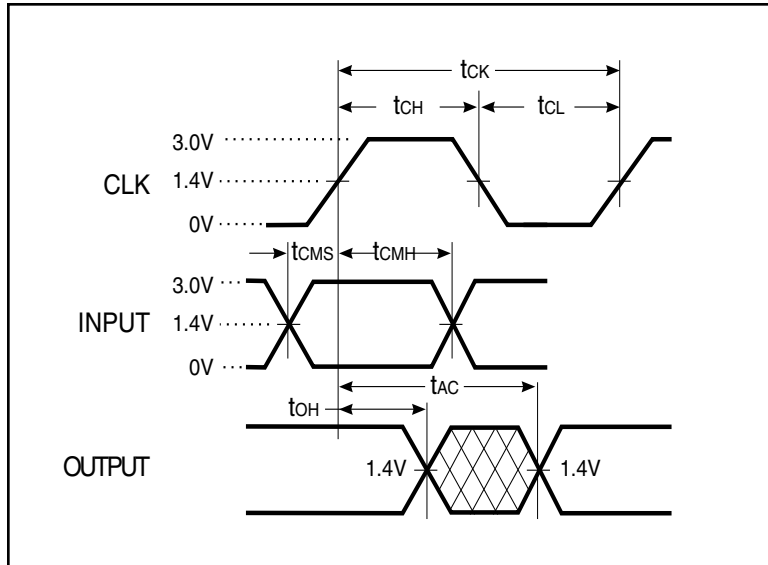 tCK
tCH tCL
3.0V
CLK 1.4V
0V
tCMS tCMH
3.0V
INPUT 1.4V
0V
tAC
tOH
OUTPUT 1.4V 1.4V